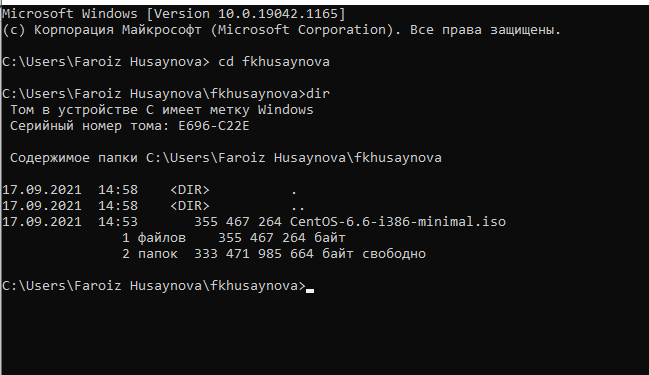 Microsoft Windows [Version 10.0.19042.1165]
(c) Корпорация Майкрософт (Microsoft Corporation). Все права защищены.
C:\Users\Faroiz Husaynova> cd fkhusaynova
C:\Users\Faroiz Husaynova\fkhusaynova>dir
Том в устройстве C имеет метку Windows
Серийный номер тома: E696-C22E
Содержимое папки C:\Users\Faroiz Husaynova\fkhusaynova
17.09.2021  14:58    <DIR>          .
17.09.2021  14:58    <DIR>          ..
17.09.2021  14:53       355 467 264 CentOS-6.6-i386-minimal.iso
1 файлов    355 467 264 байт
2 папок  333 471 985 664 байт свободно
C:\Users\Faroiz Husaynova\fkhusaynova>